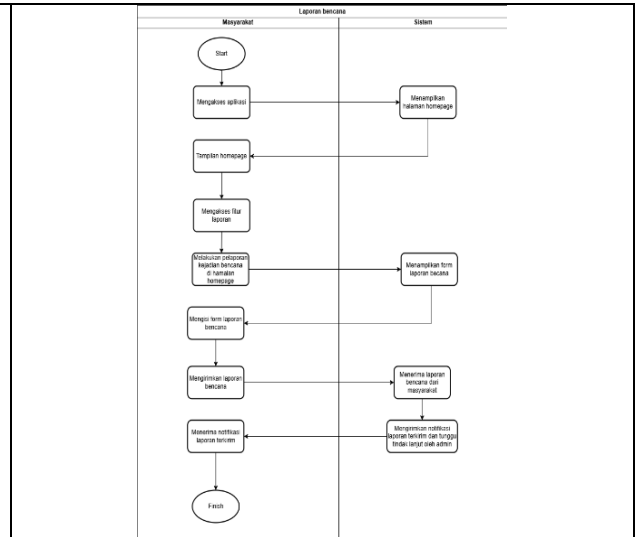 Laporan bencana
Masyarakat
Sistem
Start
Mengakses aplikasi
Menampilkan
halaman homepage
Tampilan homepage
Mengakses fitur
laporan
Melakukan pelaporan
kejadian bencana
di hamalan
homepage
Menampilkan form
laporan bacana
Mengisi form laporan
bencana
Mengirimkan laporan
bencana
Menerima laporan
bencana dari
masyarakat
Menerima notifikasi
laporan terkirim
Mengirimkan notifikasi
laporan terkirim dan tunggu
tindak lanjut oleh admin
Finish